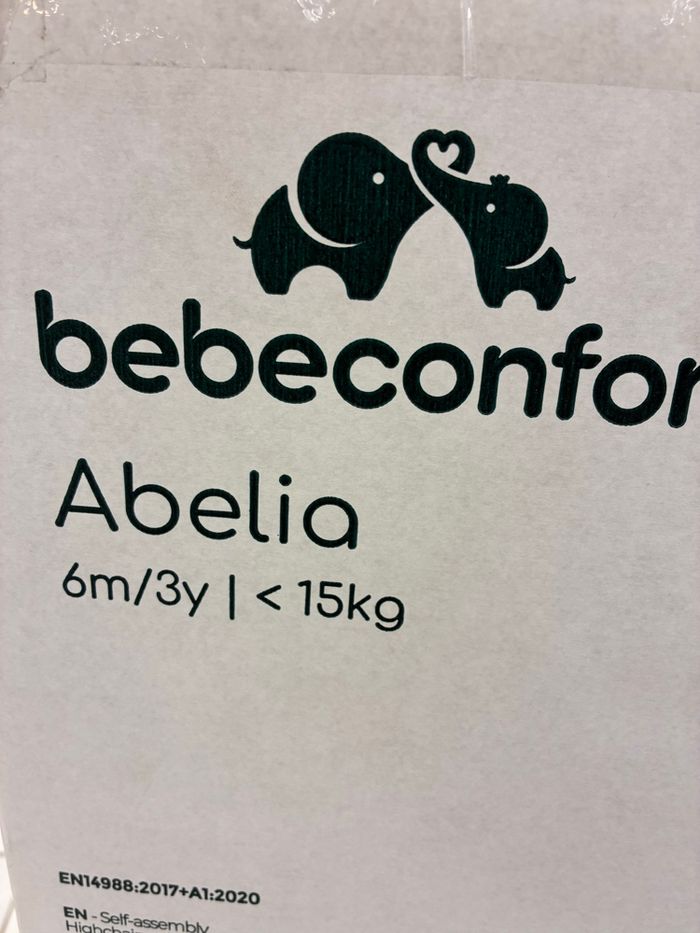 bebeconfor
Abelia
6m/3y | < 15kg
EN14988:2017+A1:2020
EN - Self-assembly